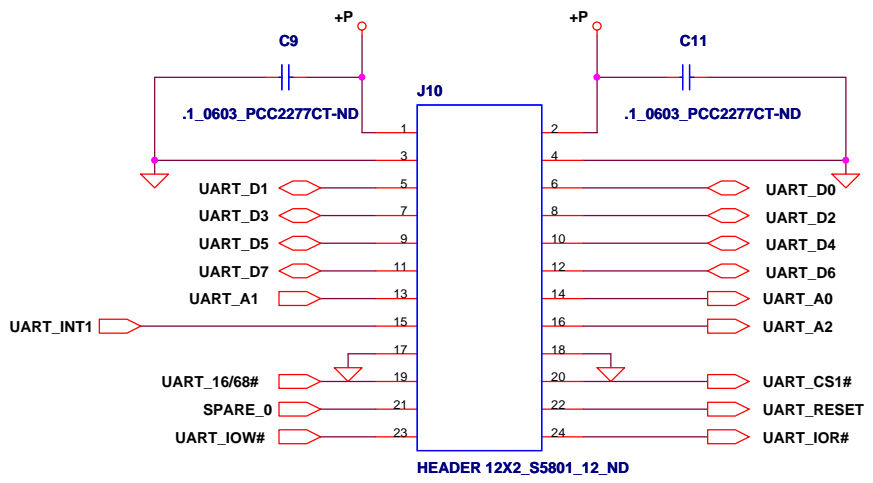 +P
+P
C9
C11
J10
.1_0603_PCC2277CT-ND
.1_0603_PCC2277CT-ND
1
2
3
4
UART_D1
5
6
UART_D0
UART_D3
7
8
UART_D2
UART_D5
9
10
UART_D4
UART_D7
11
12
UART_D6
UART_A1
13
14
UART_A0
UART_INT1
15
16
UART_A2
17
18
UART_16/68#
19
20
UART_CS1#
SPARE_0
21
22
UART_RESET
UART_IOW#
23
24
UART_IOR#
HEADER 12X2_S5801_12_ND